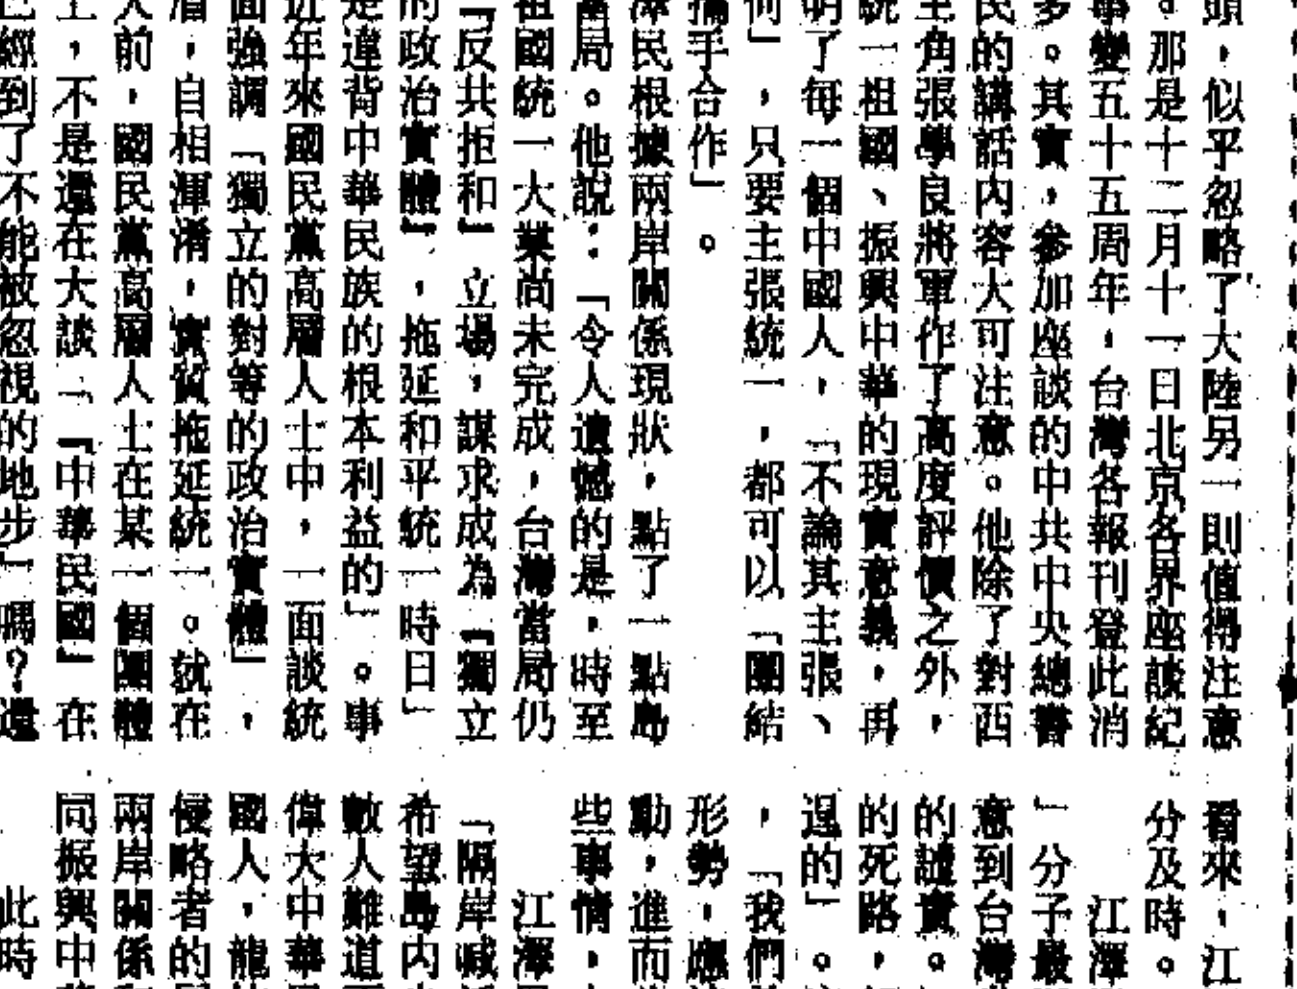 頭，似乎忽略了大陸另一則值得注意
。那是十二月十一日北京各界座談紀
事變五十五周年，台灣各報刊登此消
多。其實，參加座談的中共中央總書
民的講話內容大可注意。他除了對西
主角張學良將軍作了高度評價之外，
統一祖國、振興中華的現實意義，再
明了每一個中國人，「不論其主張、
何」，只要主張統一，都可以「團結
攜手合作」。
澤民根據兩岸關係現狀，點了一點島
當局。他說：「令人遺憾的是，時至
祖國統一大業尚未完成，台灣當局仍
『反共拒和』立場，謀求成為『獨立
的政治實體』，拖延和平統一時日」
是違背中華民族的根本利益的」。事
近年來國民黨高層人士中，一面談統
面強調「獨立的對等的政治實體」，
淆，自相渾淆，實質拖延統一。就在
大前，國民黨高層人士在某一個團體
上，不是還在大談「『中華民國』在
已經到了不能被忽視的地步」嗎？還
看來，江
分及時。
江澤
」分子最
意到台灣
的譴責。
的死路，
逞的」。
，「我們
形勢，應
動，進而
些事情，
江澤
「隔岸喊
希望島內
數人難道
偉大中華
國人，龍
侵略者的
兩岸關係
同振興中
此時